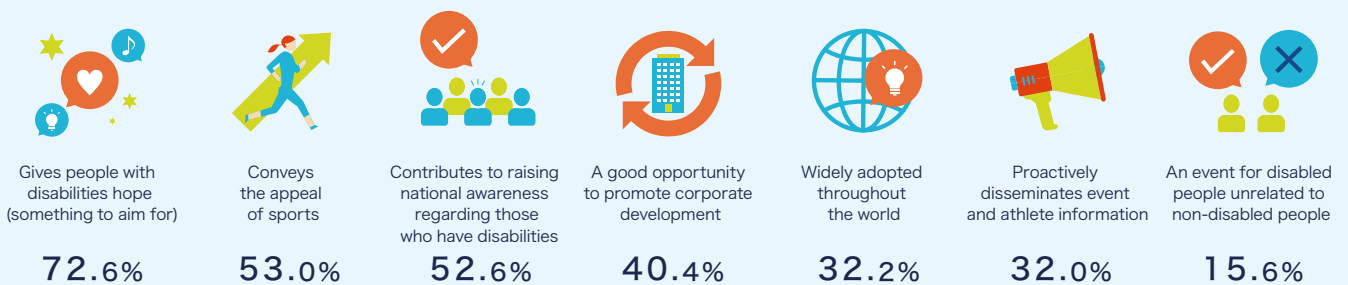 Gives people with
disabilities hope
(something to aim for)
72.6%
Conveys
the appeal
of sports
53.0%
Contributes to raising
national awareness
regarding those
who have disabilities
52.6%
A good opportunity
to promote corporate
development
40.4%
Widely adopted
throughout
the world
32.2%
Proactively
disseminates event
and athlete information
32.0%
An event for disabled
people unrelated to
non-disabled people
15.6%